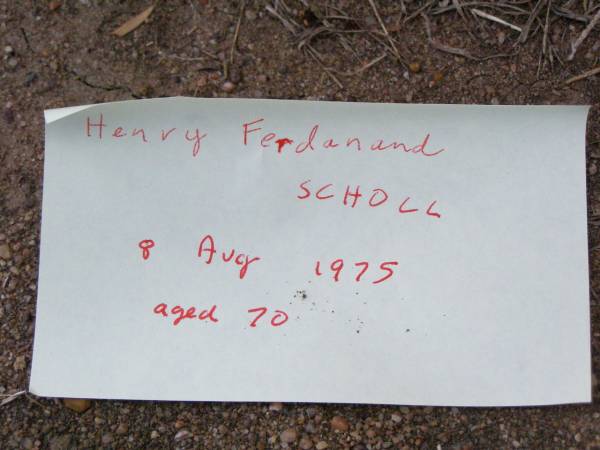 Henry Ferdanand
SCHOLL
8 Aug 1975
aged 70